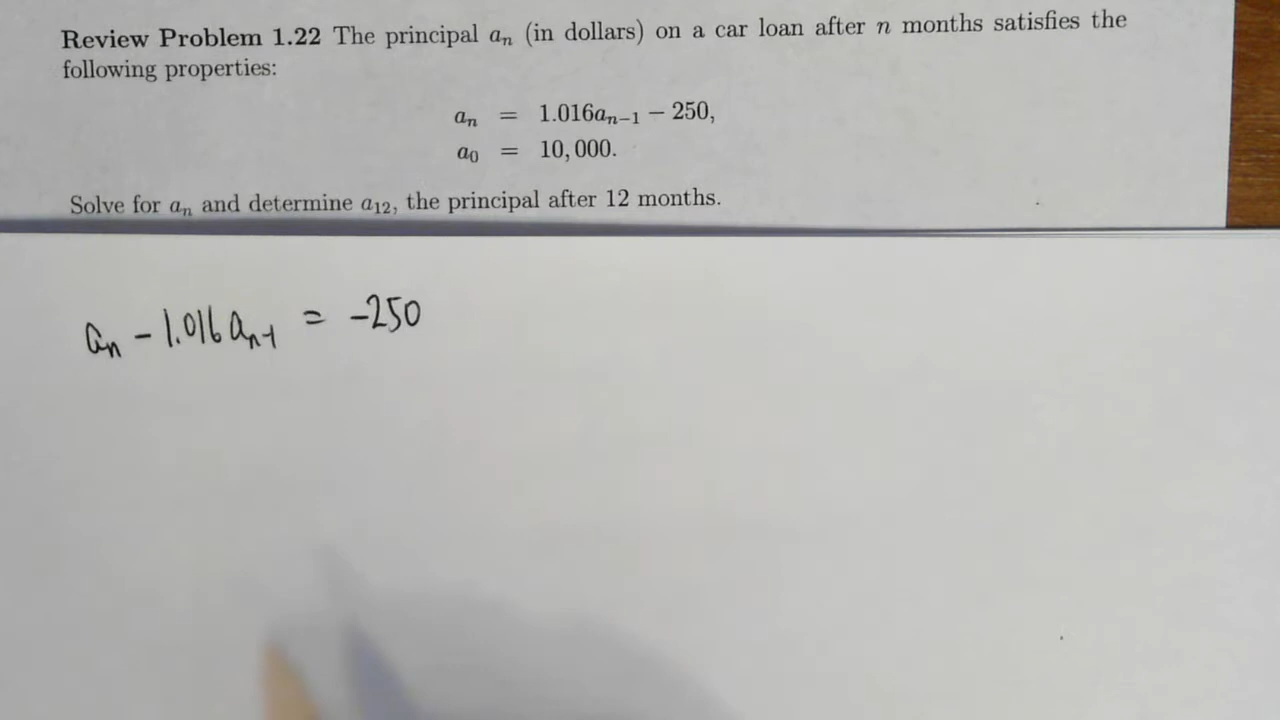 Review Problem 1.22 The principal aₙ (in dollars) on a car loan after n months satisfies the
following properties:
aₙ = 1.016aₙ₋₁ − 250,
a₀ = 10,000.
Solve for aₙ and determine a₁₂, the principal after 12 months.
aₙ − 1.016aₙ₋₁ = −250